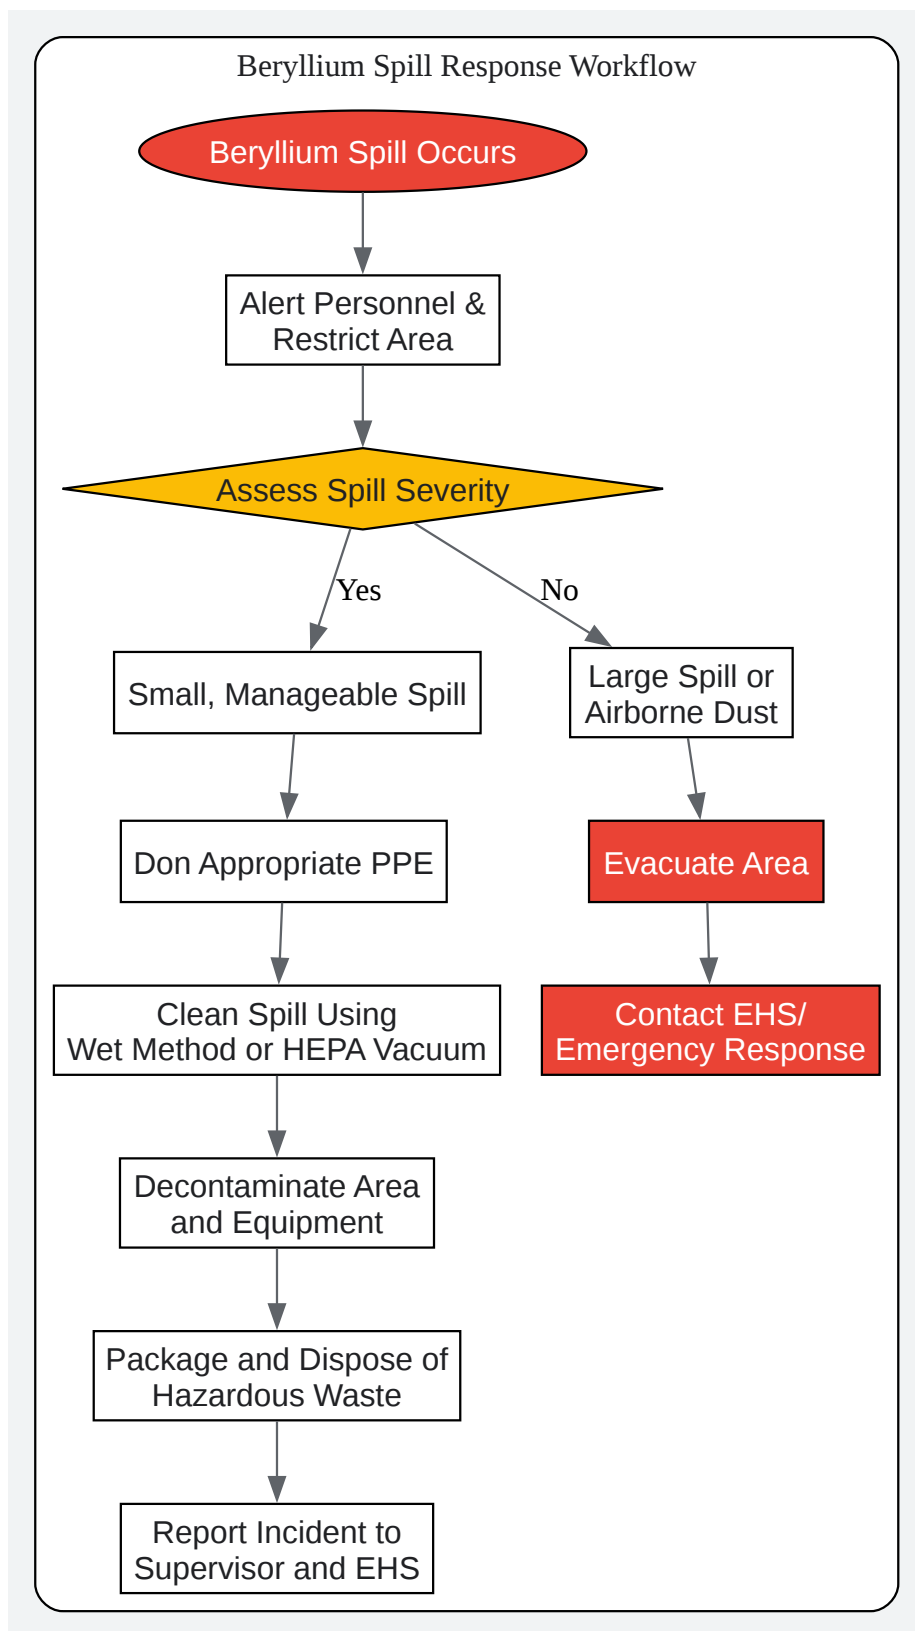 Beryllium Spill Response Workflow
Beryllium Spill Occurs
Alert Personnel &
Restrict Area
Assess Spill Severity
Yes
No
Small, Manageable Spill
Large Spill or
Airborne Dust
Don Appropriate PPE
Evacuate Area
Clean Spill Using
Wet Method or HEPA Vacuum
Contact EHS/
Emergency Response
Decontaminate Area
and Equipment
Package and Dispose of
Hazardous Waste
Report Incident to
Supervisor and EHS